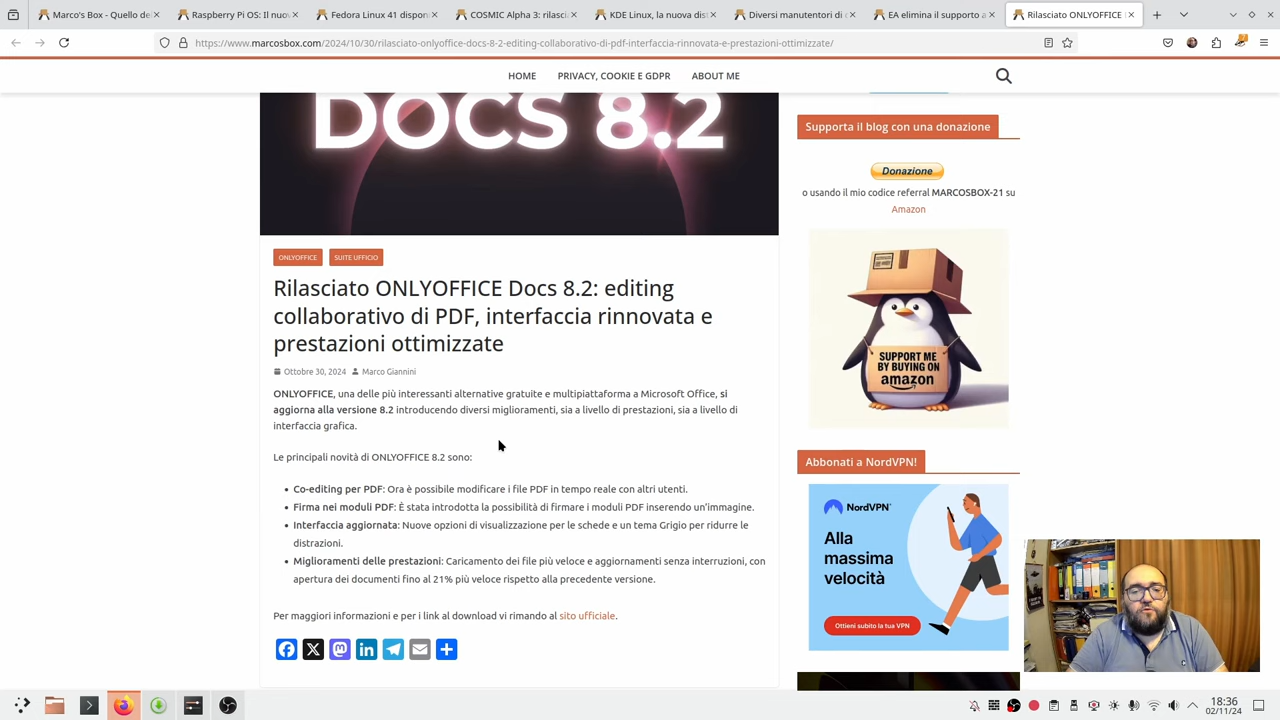 Marco's Box - Quello de
Raspberry Pi OS: Il nuov
Fedora Linux 41 disponi
COSMIC Alpha 3: rilasci
KDE Linux, la nuova dist
Diversi manutentori di
EA elimina il supporto a
Rilasciato ONLYOFFICE
https://www.marcosbox.com/2024/10/30/rilasciato-onlyoffice-docs-8-2-editing-collaborativo-di-pdf-interfaccia-rinnovata-e-prestazioni-ottimizzate/
HOME PRIVACY, COOKIE E GDPR ABOUT ME
DOCS 8.2
ONLYOFFICE SUITE UFFICIO
Rilasciato ONLYOFFICE Docs 8.2: editing
collaborativo di PDF, interfaccia rinnovata e
prestazioni ottimizzate
Ottobre 30, 2024 Marco Giannini
ONLYOFFICE, una delle più interessanti alternative gratuite e multipiattaforma a Microsoft Office, si
aggiorna alla versione 8.2 introducendo diversi miglioramenti, sia a livello di prestazioni, sia a livello di
interfaccia grafica.
Le principali novità di ONLYOFFICE 8.2 sono:
• Co-editing per PDF: Ora è possibile modificare i file PDF in tempo reale con altri utenti.
• Firma nei moduli PDF: È stata introdotta la possibilità di firmare i moduli PDF inserendo un'immagine.
• Interfaccia aggiornata: Nuove opzioni di visualizzazione per le schede e un tema Grigio per ridurre le
distrazioni.
• Miglioramenti delle prestazioni: Caricamento dei file più veloce e aggiornamenti senza interruzioni, con
apertura dei documenti fino al 21% più veloce rispetto alla precedente versione.
Per maggiori informazioni e per i link al download vi rimando al sito ufficiale.
Supporta il blog con una donazione
Donazione
o usando il mio codice referral MARCOSBOX-21 su
Amazon
SUPPORT ME
BY BUYING ON
amazon
Abbonati a NordVPN!
NordVPN®
Alla
massima
velocità
Ottieni subito la tua VPN
18:36
02/11/24